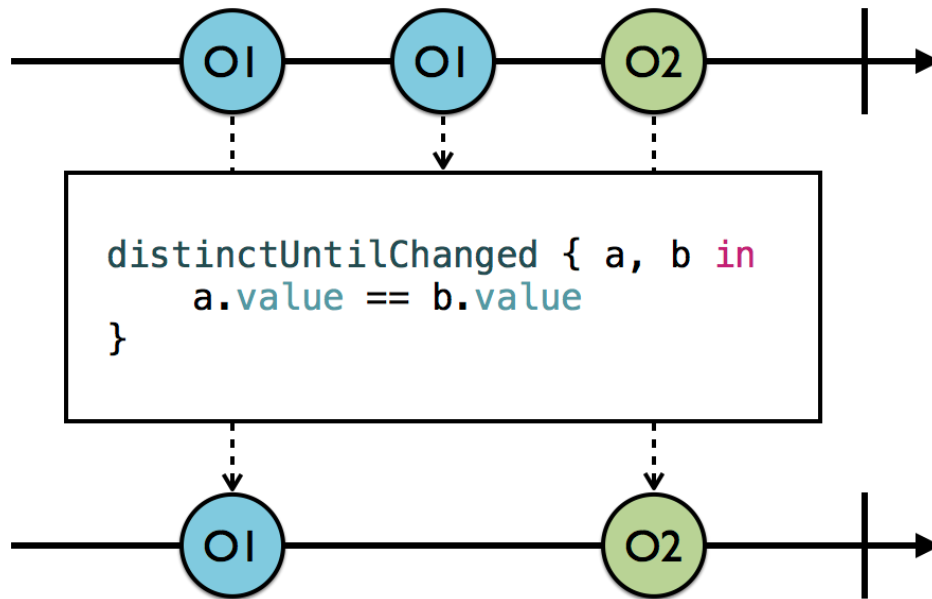 O1 O1 O2
distinctUntilChanged { a, b in
    a.value == b.value
}
O1 O2